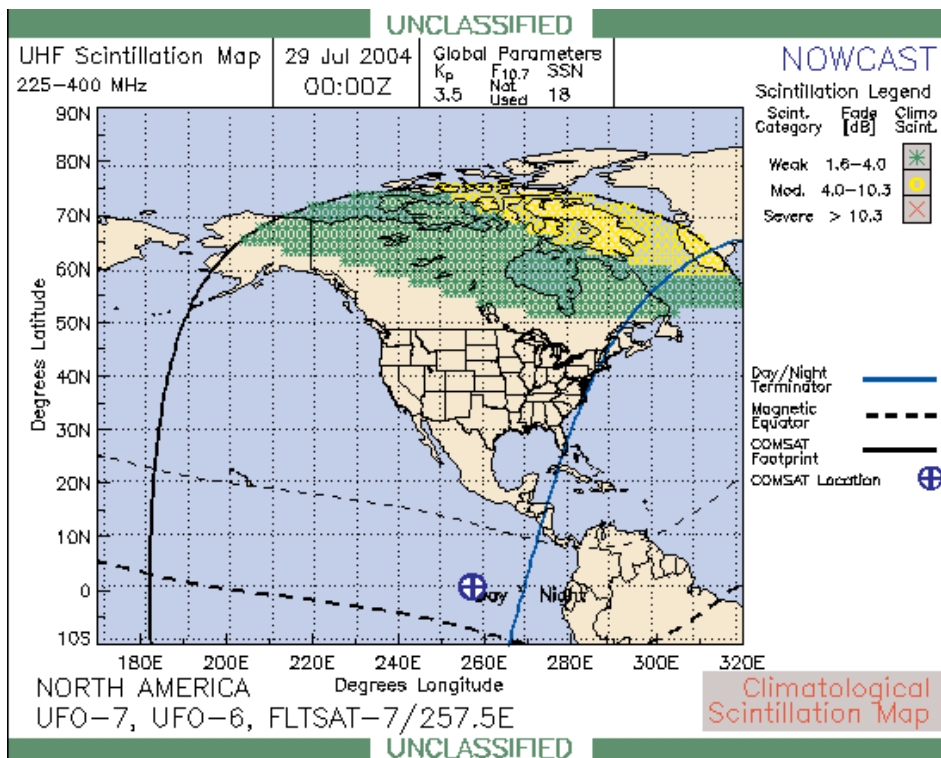 UNCLASSIFIED
UHF Scintillation Map
225-400 MHz
29 Jul 2004
00:00Z
Global Parameters
Kp F10.7 SSN
3.5 Not Used 18
NOWCAST
Scintillation Legend
Scint. Category Fade [dB] Climo Scint.
Weak 1.6-4.0
Mod. 4.0-10.3
Severe > 10.3
90N
80N
70N
60N
50N
40N
30N
20N
10N
0
10S
Degrees Latitude
Day Night
180E 200E 220E 240E 260E 280E 300E 320E
Degrees Longitude
Day/Night Terminator
Magnetic Equator
COMSAT Footprint
COMSAT Location
NORTH AMERICA
UFO-7, UFO-6, FLTSAT-7/257.5E
Climatological
Scintillation Map
UNCLASSIFIED